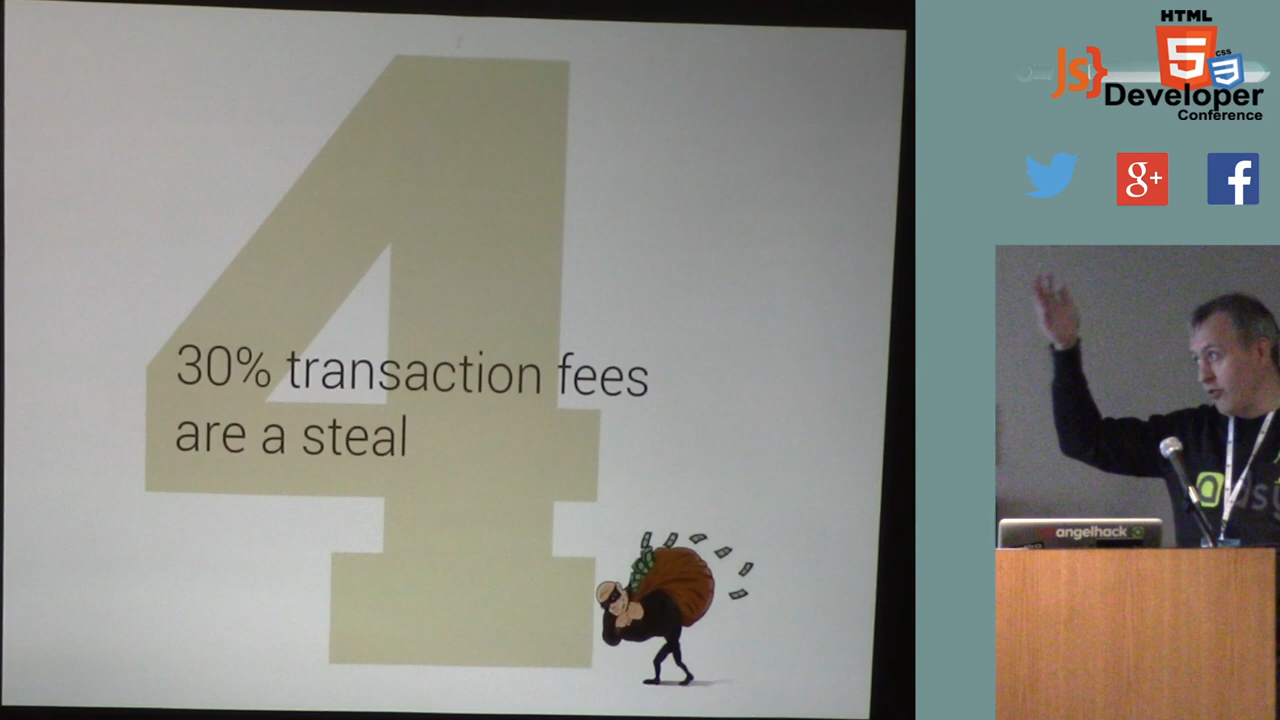 4
30% transaction fees
are a steal
HTML
5
JS}
CSS
3
Developer
Conference
g+
f
angelhack